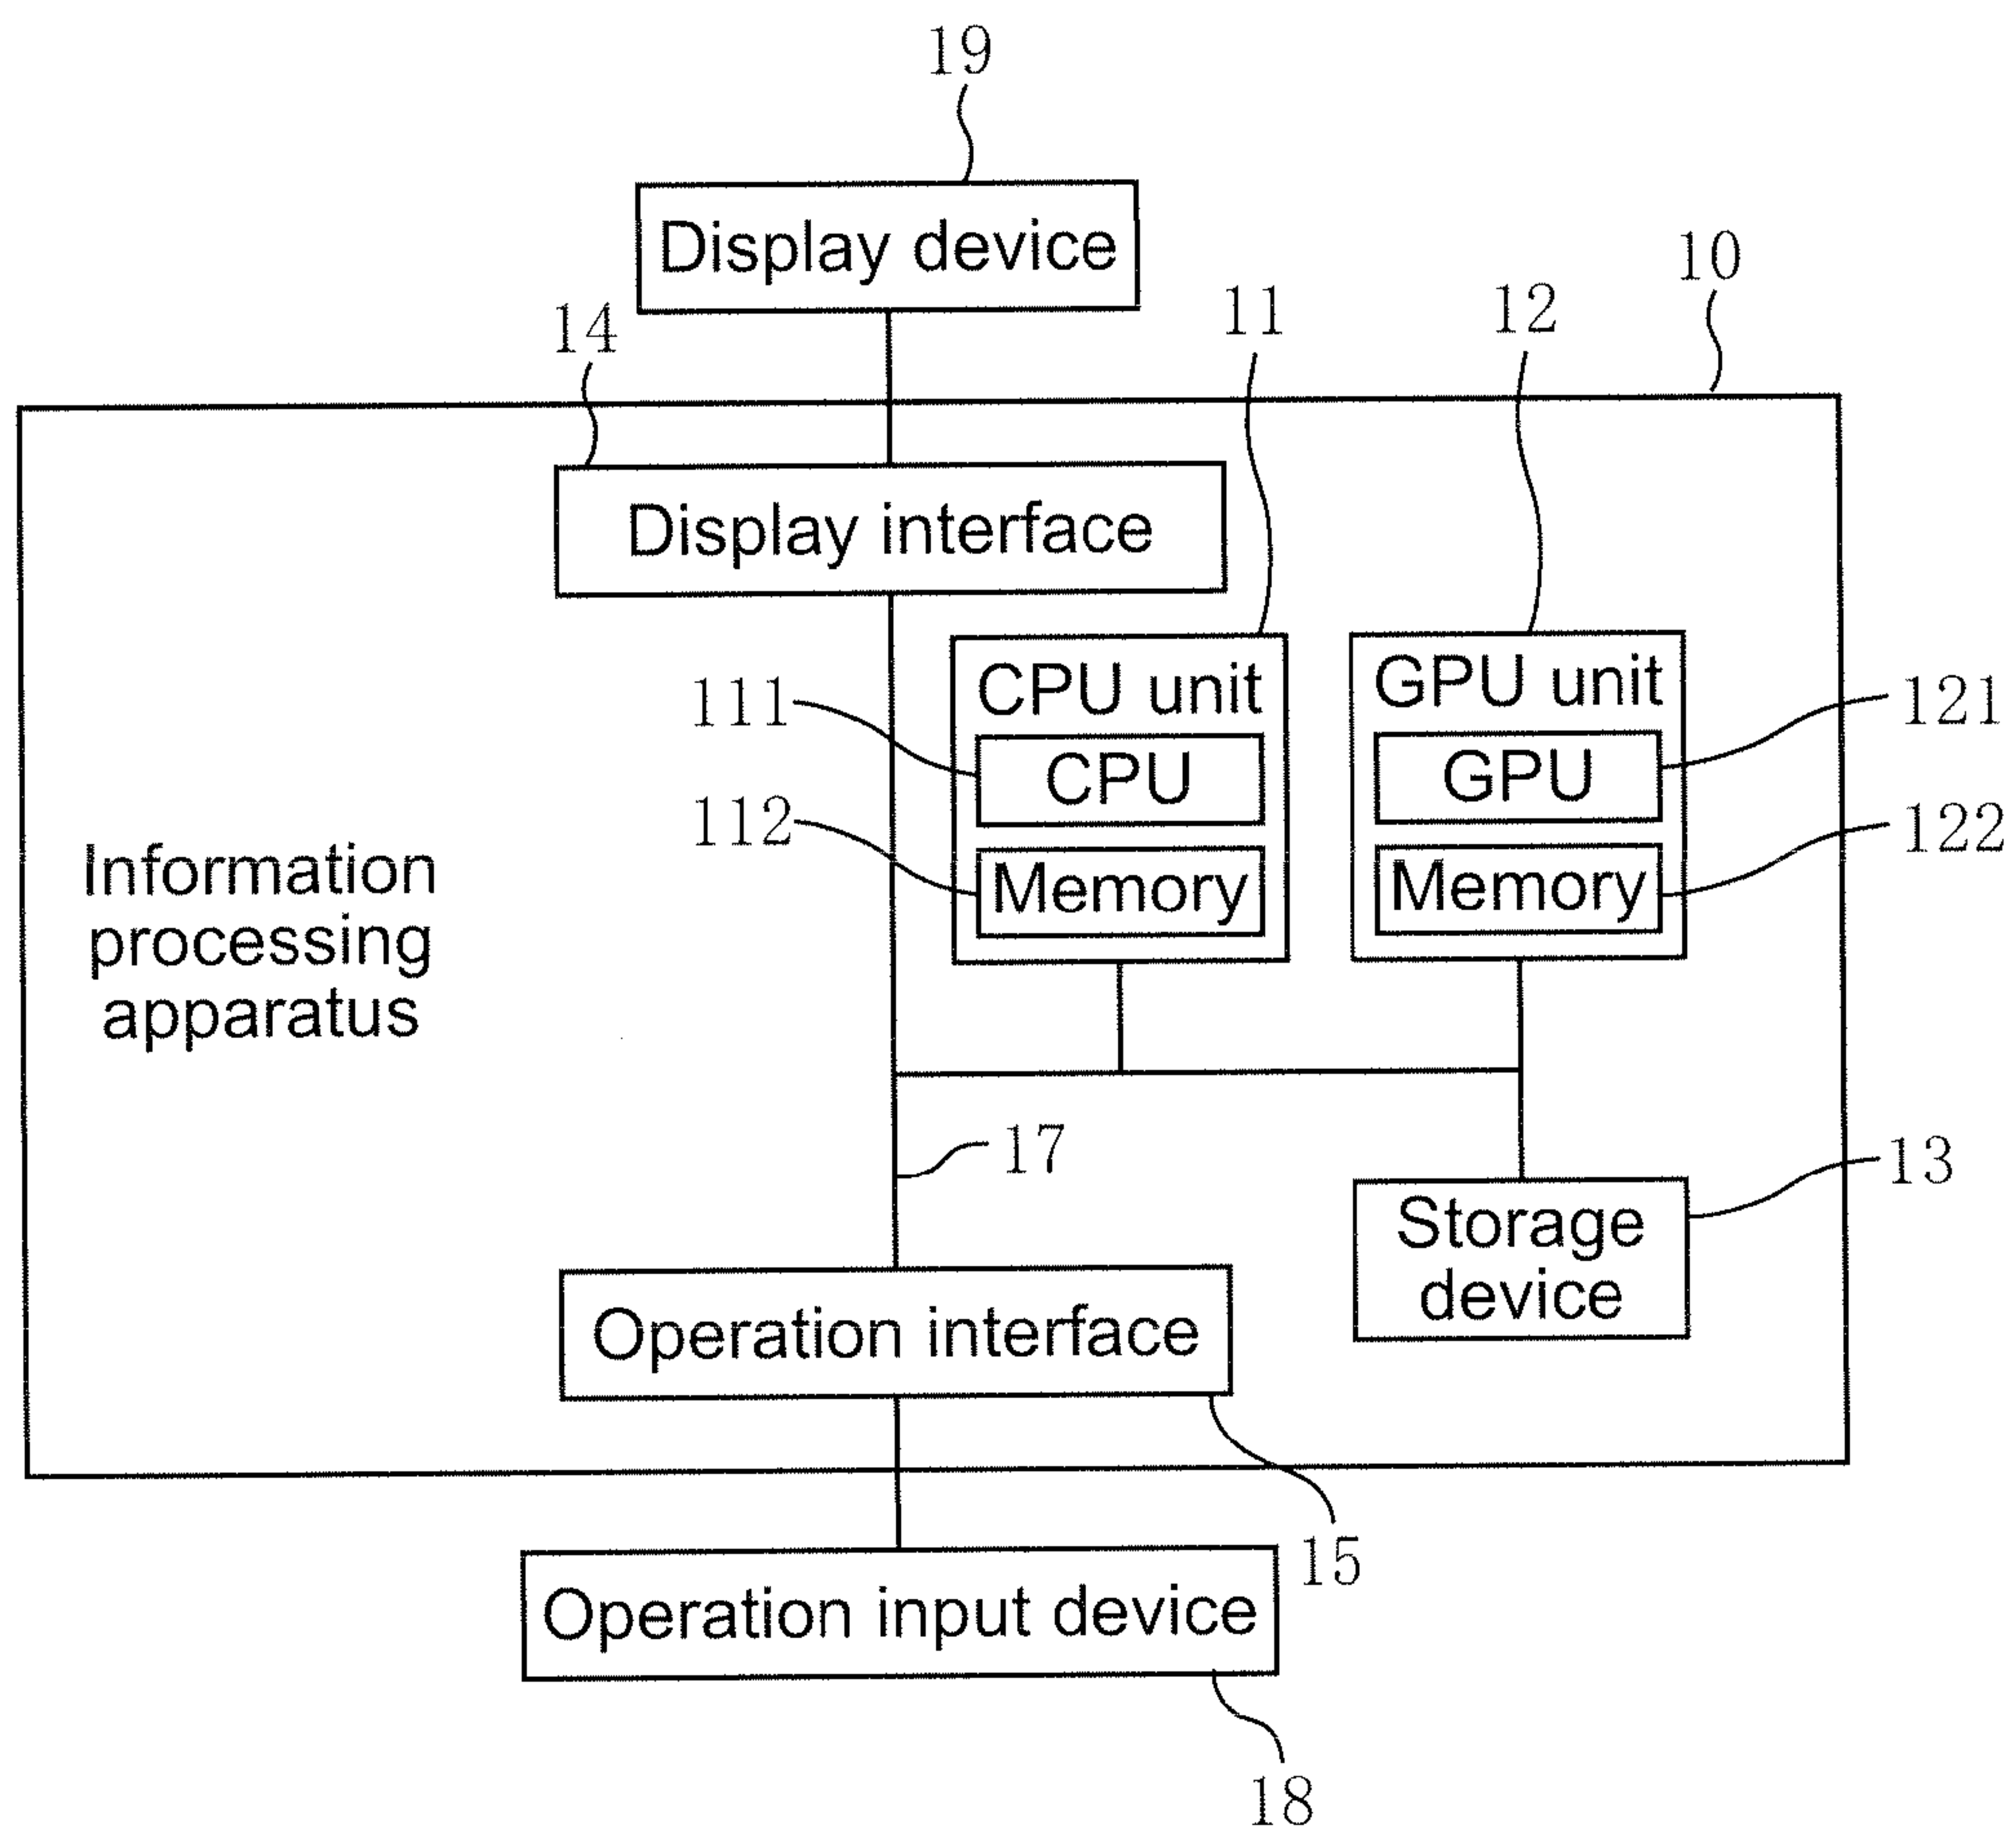 19
Display device
10
14
11
12
Display interface
CPU unit
GPU unit
111
121
CPU
GPU
112
122
Memory
Memory
Information
processing
apparatus
17
13
Storage
device
Operation interface
15
Operation input device
18